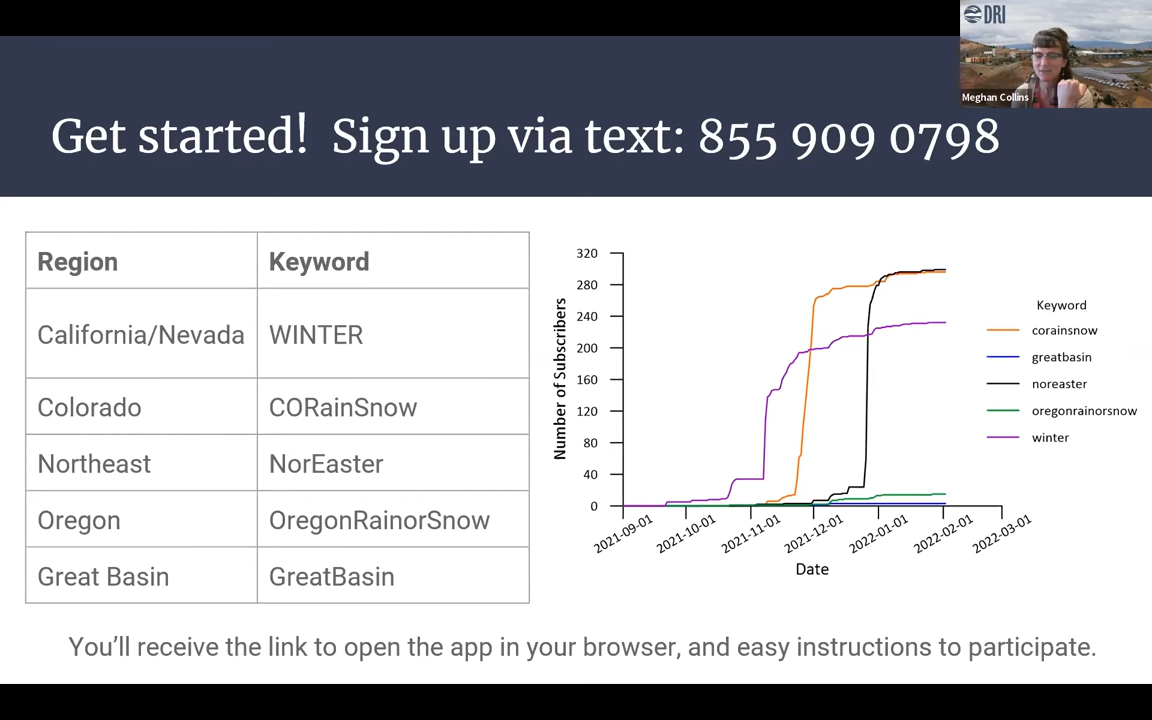 DRI
Meghan Collins
Get started!  Sign up via text: 855 909 0798
Region Keyword
California/Nevada WINTER
Colorado CORainSnow
Northeast NorEaster
Oregon OregonRainorSnow
Great Basin GreatBasin
Number of Subscribers
320
280
240
200
160
120
80
40
0
2021-09-01 2021-10-01 2021-11-01 2021-12-01 2022-01-01 2022-02-01 2022-03-01
Date
Keyword
corainsnow
greatbasin
noreaster
oregonrainorsnow
winter
You’ll receive the link to open the app in your browser, and easy instructions to participate.